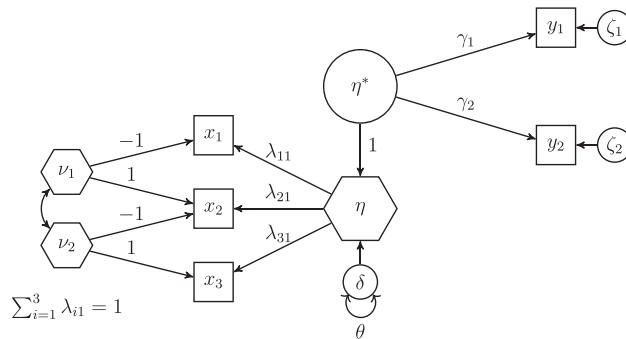 y₁
ζ₁
γ₁
η*
γ₂
y₂
ζ₂
x₁
−1
λ₁₁
1
ν₁
1
λ₂₁
x₂
η
−1
ν₂
λ₃₁
1
x₃
δ
∑³ᵢ₌₁ λᵢ₁ = 1
θ